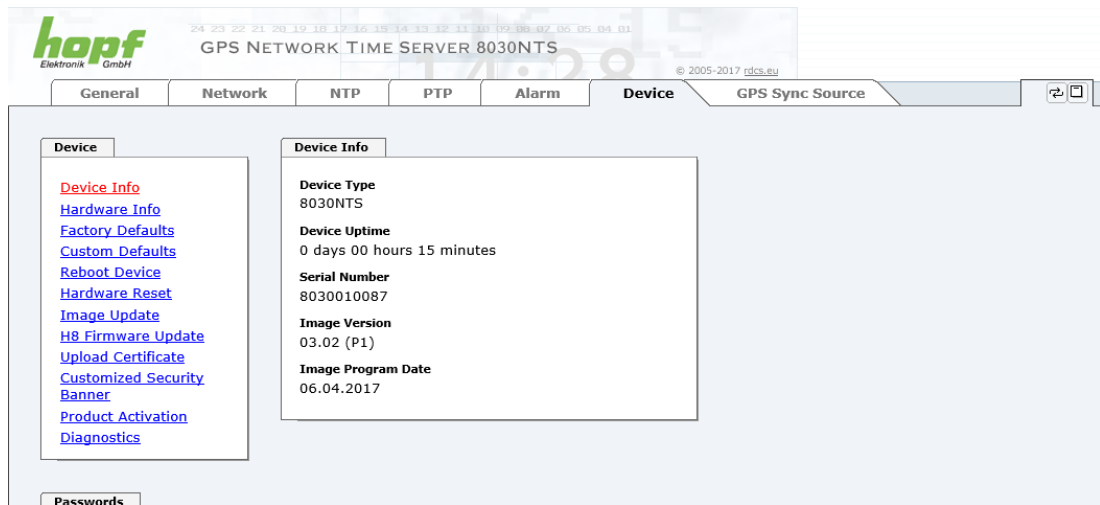 hopf
Elektronik GmbH
24 23 22 21 20 19 18 17 16 15 14 13 12 11 10 09 08 07 06 05 04 01
GPS NETWORK TIME SERVER 8030NTS
© 2005-2017 rdcs.eu
General Network NTP PTP Alarm Device GPS Sync Source
Device
Device Info
Hardware Info
Factory Defaults
Custom Defaults
Reboot Device
Hardware Reset
Image Update
H8 Firmware Update
Upload Certificate
Customized Security
Banner
Product Activation
Diagnostics
Device Info
Device Type
8030NTS
Device Uptime
0 days 00 hours 15 minutes
Serial Number
8030010087
Image Version
03.02 (P1)
Image Program Date
06.04.2017
Passwords